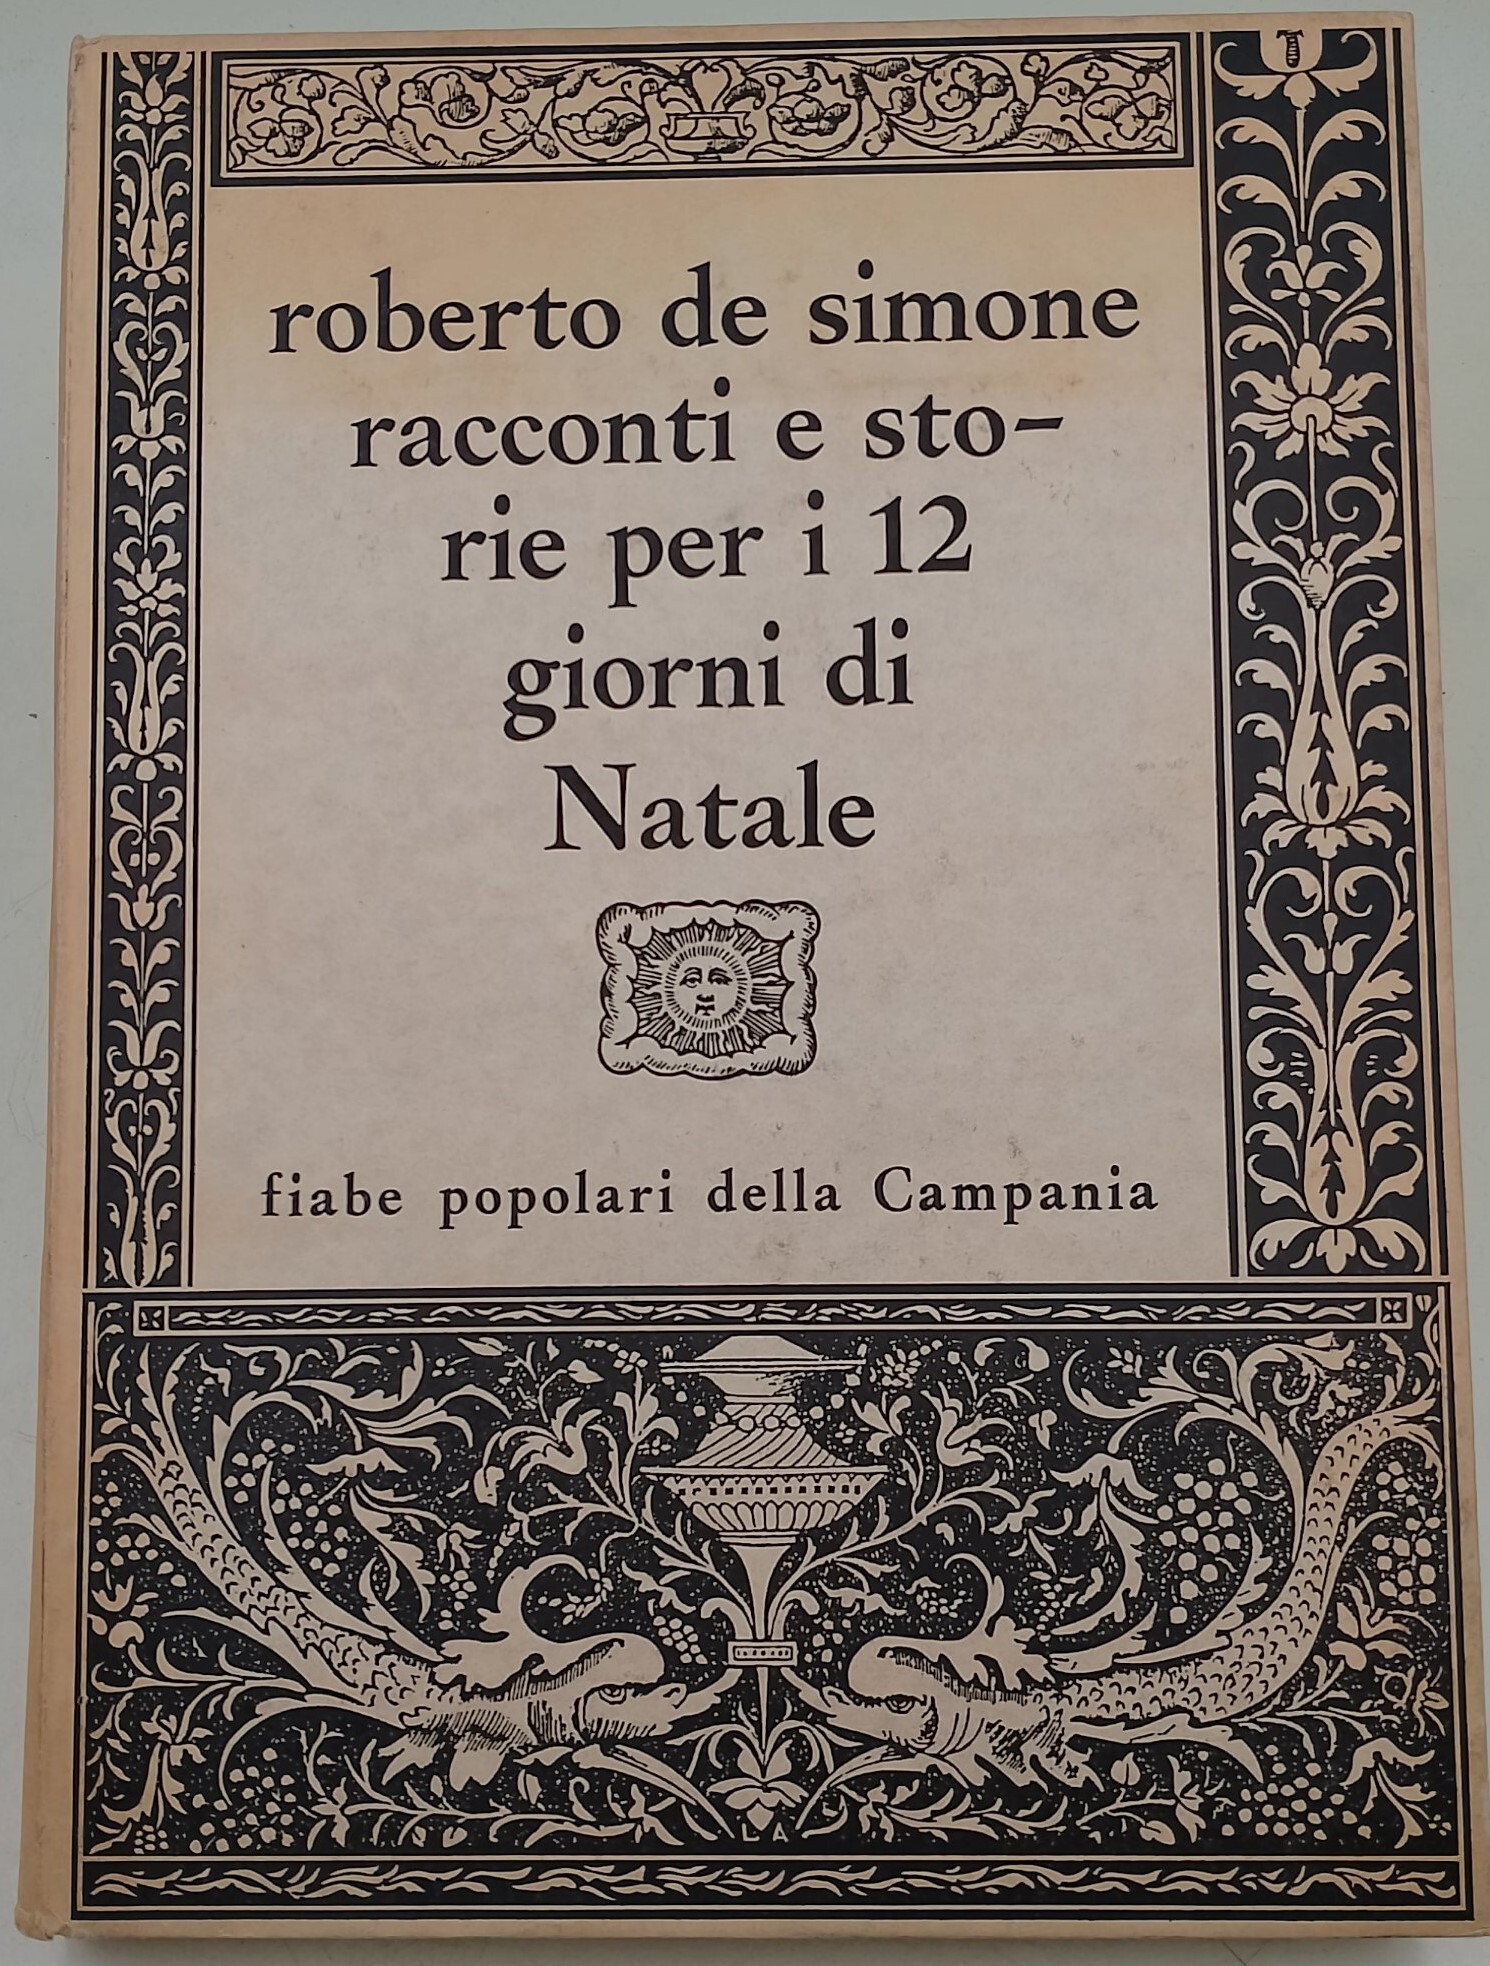 roberto de simone
racconti e sto-
rie per i 12
giorni di
Natale
fiabe popolari della Campania
L A